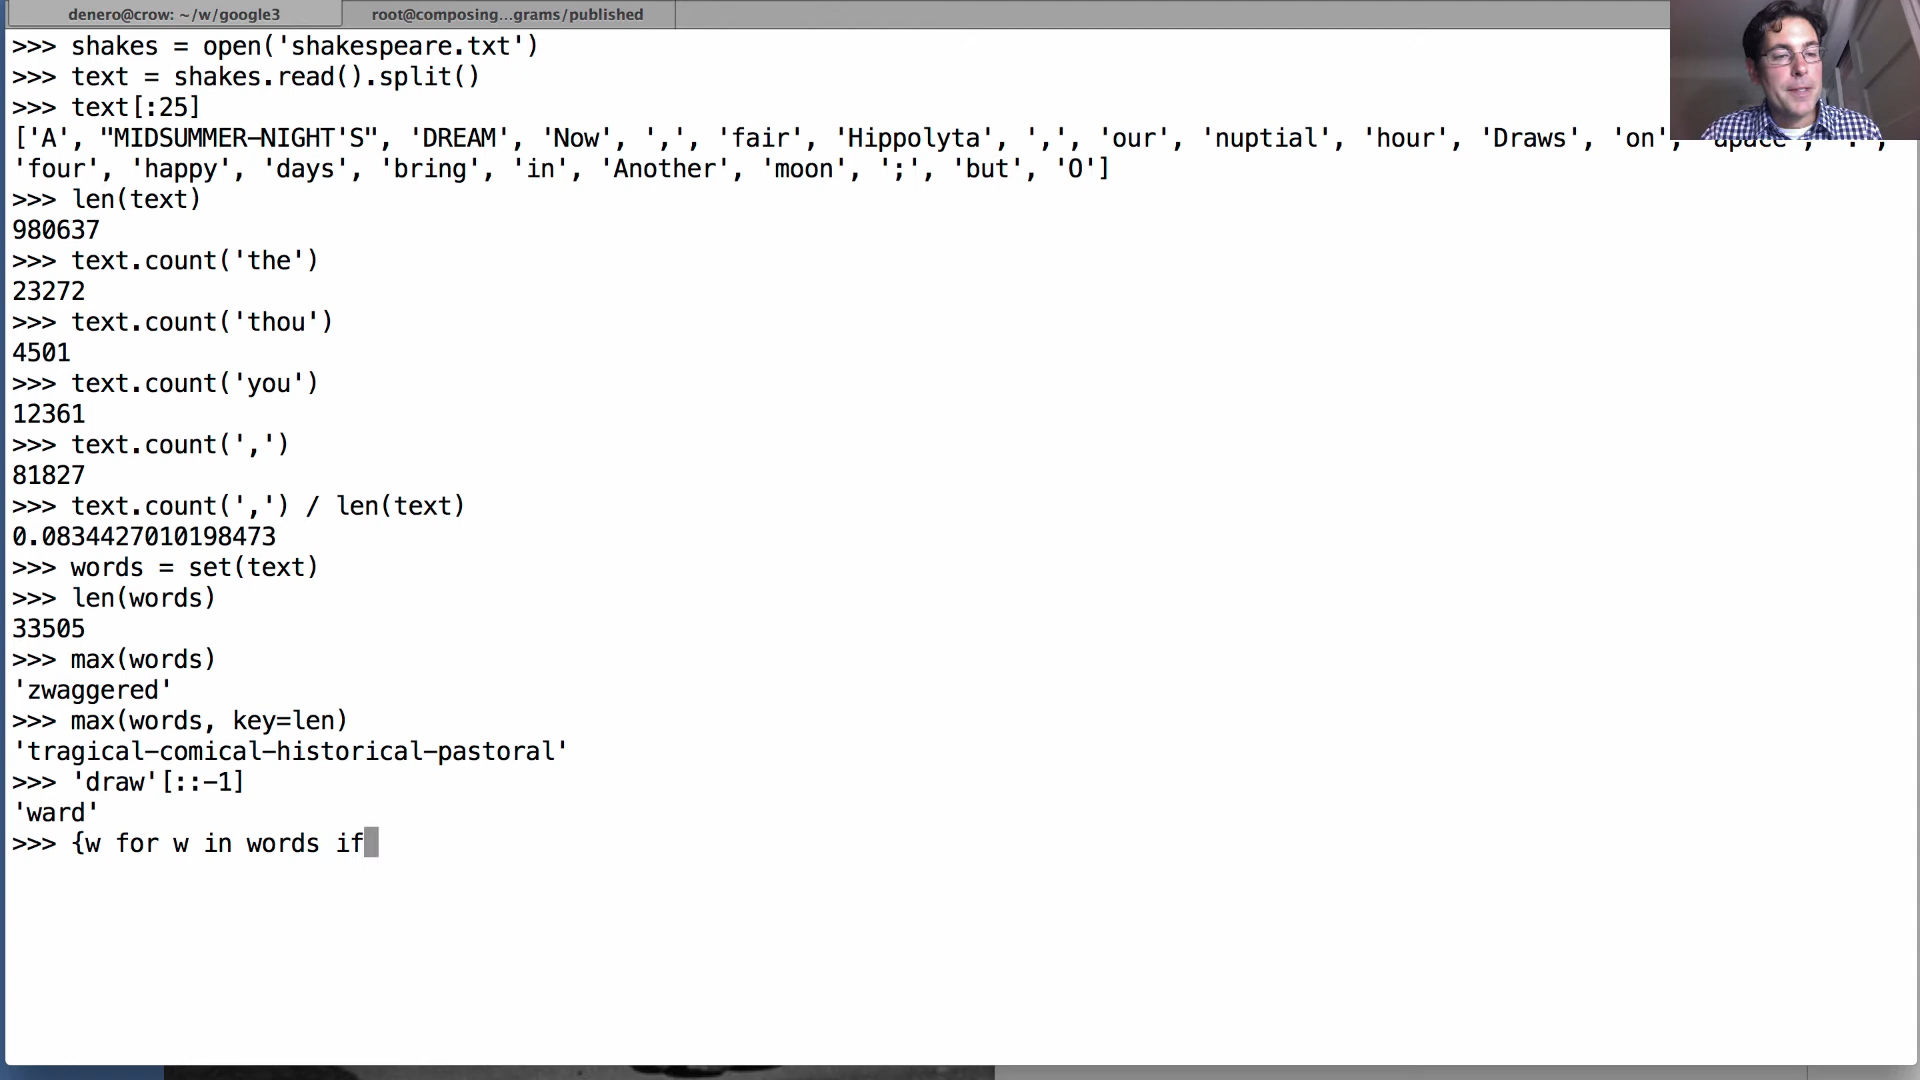 denero@crow: ~/w/google3
root@composing...grams/published
>>> shakes = open('shakespeare.txt')
>>> text = shakes.read().split()
>>> text[:25]
['A', "MIDSUMMER-NIGHT'S", 'DREAM', 'Now', ',', 'fair', 'Hippolyta', ',', 'our', 'nuptial', 'hour', 'Draws', 'on',
'four', 'happy', 'days', 'bring', 'in', 'Another', 'moon', ';', 'but', 'O']
>>> len(text)
980637
>>> text.count('the')
23272
>>> text.count('thou')
4501
>>> text.count('you')
12361
>>> text.count(',')
81827
>>> text.count(',') / len(text)
0.0834427010198473
>>> words = set(text)
>>> len(words)
33505
>>> max(words)
'zwaggered'
>>> max(words, key=len)
'tragical-comical-historical-pastoral'
>>> 'draw'[::-1]
'ward'
>>> {w for w in words if